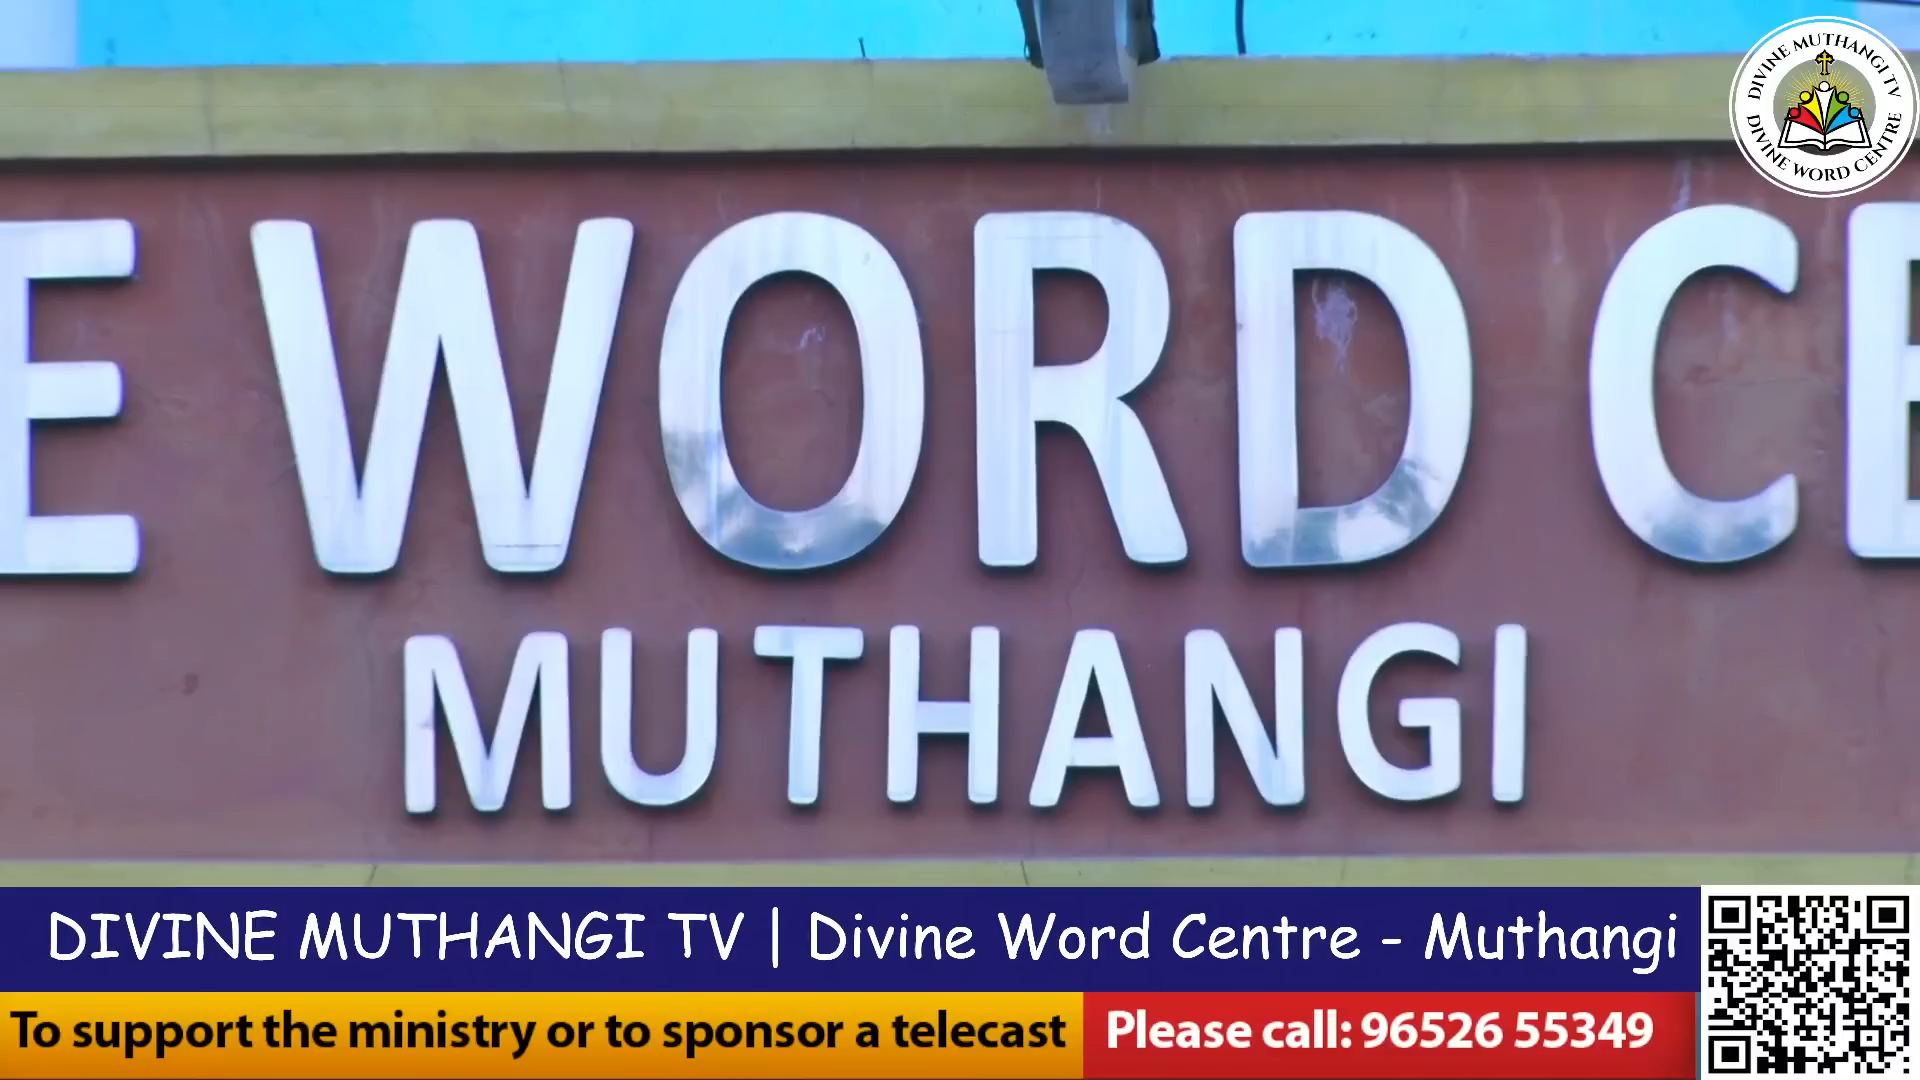 DIVINE MUTHANGI TV
DIVINE WORD CENTRE
E WORD CE
MUTHANGI
DIVINE MUTHANGI TV | Divine Word Centre - Muthangi
To support the ministry or to sponsor a telecast
Please call: 96526 55349